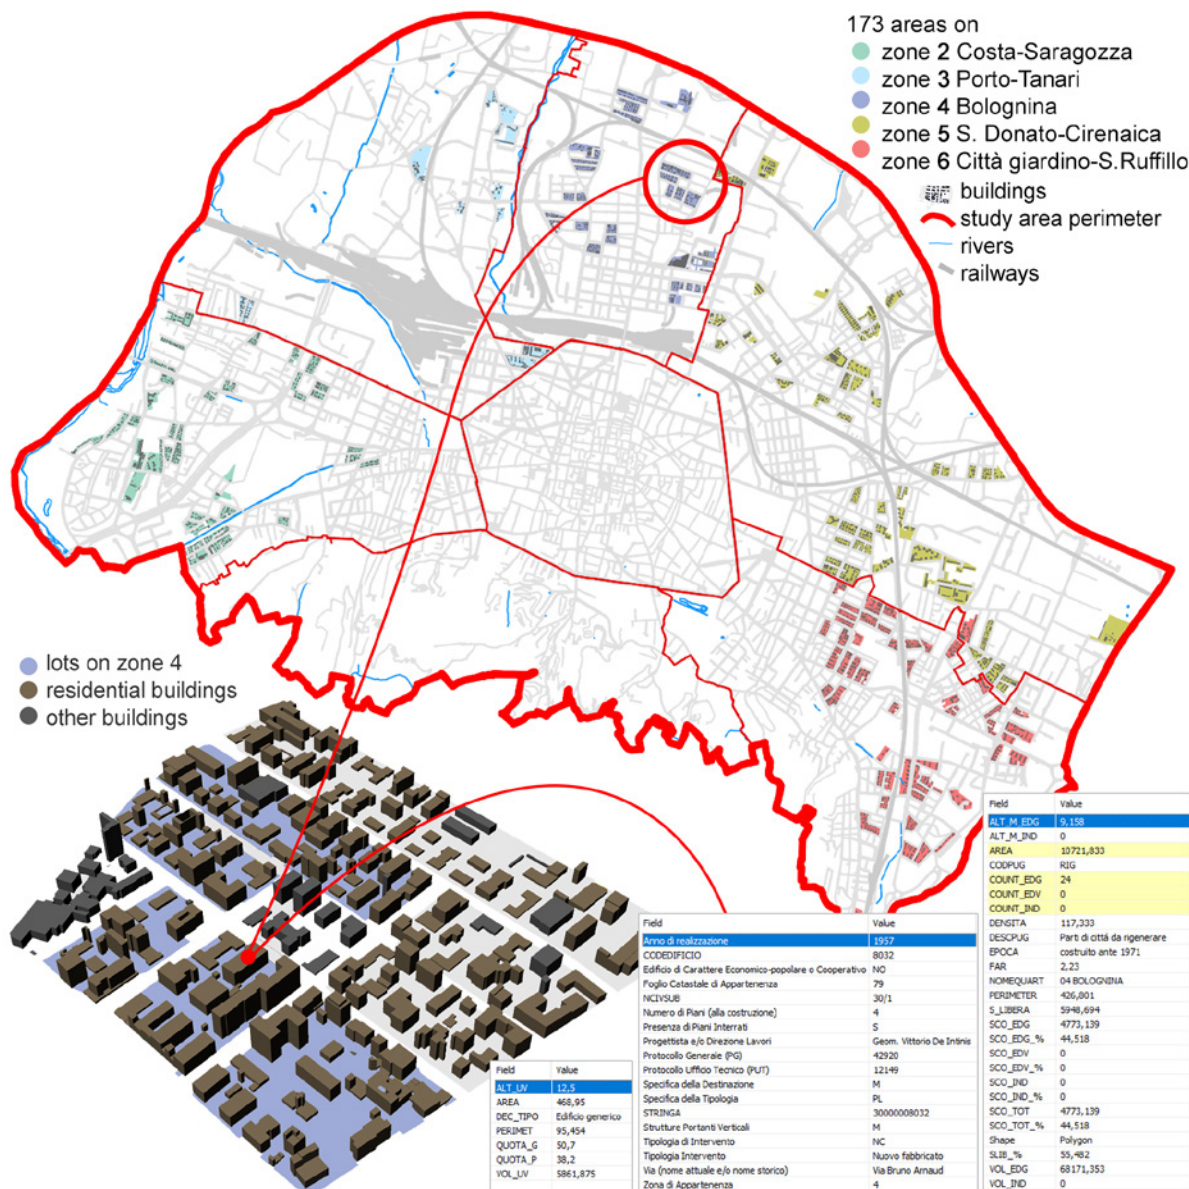 173 areas on
zone 2 Costa-Saragozza
zone 3 Porto-Tanari
zone 4 Bolognina
zone 5 S. Donato-Cirenaica
zone 6 Città giardino-S.Ruffillo
buildings
study area perimeter
rivers
railways
lots on zone 4
residential buildings
other buildings
Field Value
ALT_UV 12,5
AREA 468,95
DEC_TIPO Edificio generico
PERIMET 95,454
QUOTA_G 50,7
QUOTA_P 38,2
VOL_UV 5861,875
Field Value
Anno di realizzazione 1957
CODEDIFICIO 8032
Edificio di Carattere Economico-popolare o Cooperativo NO
Foglio Catastale di Appartenenza 79
NCIVSUB 30/1
Numero di Piani (alla costruzione) 4
Presenza di Piani Interrati S
Progettista e/o Direzione Lavori Geom. Vittorio De Intinis
Protocollo Generale (PG) 42920
Protocollo Ufficio Tecnico (PUT) 12149
Specifica della Destinazione M
Specifica della Tipologia PL
STRINGA 30000008032
Strutture Portanti Verticali M
Tipologia di Intervento NC
Tipologia Intervento Nuovo fabbricato
Via (nome attuale e/o nome storico) Via Bruno Arnaud
Zona di Appartenenza 4
Field Value
ALT_M_EDG 9,158
ALT_M_IND 0
AREA 10721,833
CODPUG RIG
COUNT_EDG 24
COUNT_EDV 0
COUNT_IND 0
DENSITA 117,333
DESCPUG Parti di città da rigenerare
EPOCA costruito ante 1971
FAR 2,23
NOMEQUART 04 BOLOGNINA
PERIMETER 426,801
S_LIBERA 5948,694
SCO_EDG 4773,139
SCO_EDG_% 44,518
SCO_EDV 0
SCO_EDV_% 0
SCO_IND 0
SCO_IND_% 0
SCO_TOT 4773,139
SCO_TOT_% 44,518
Shape Polygon
SLIB_% 55,482
VOL_EDG 68171,353
VOL_IND 0